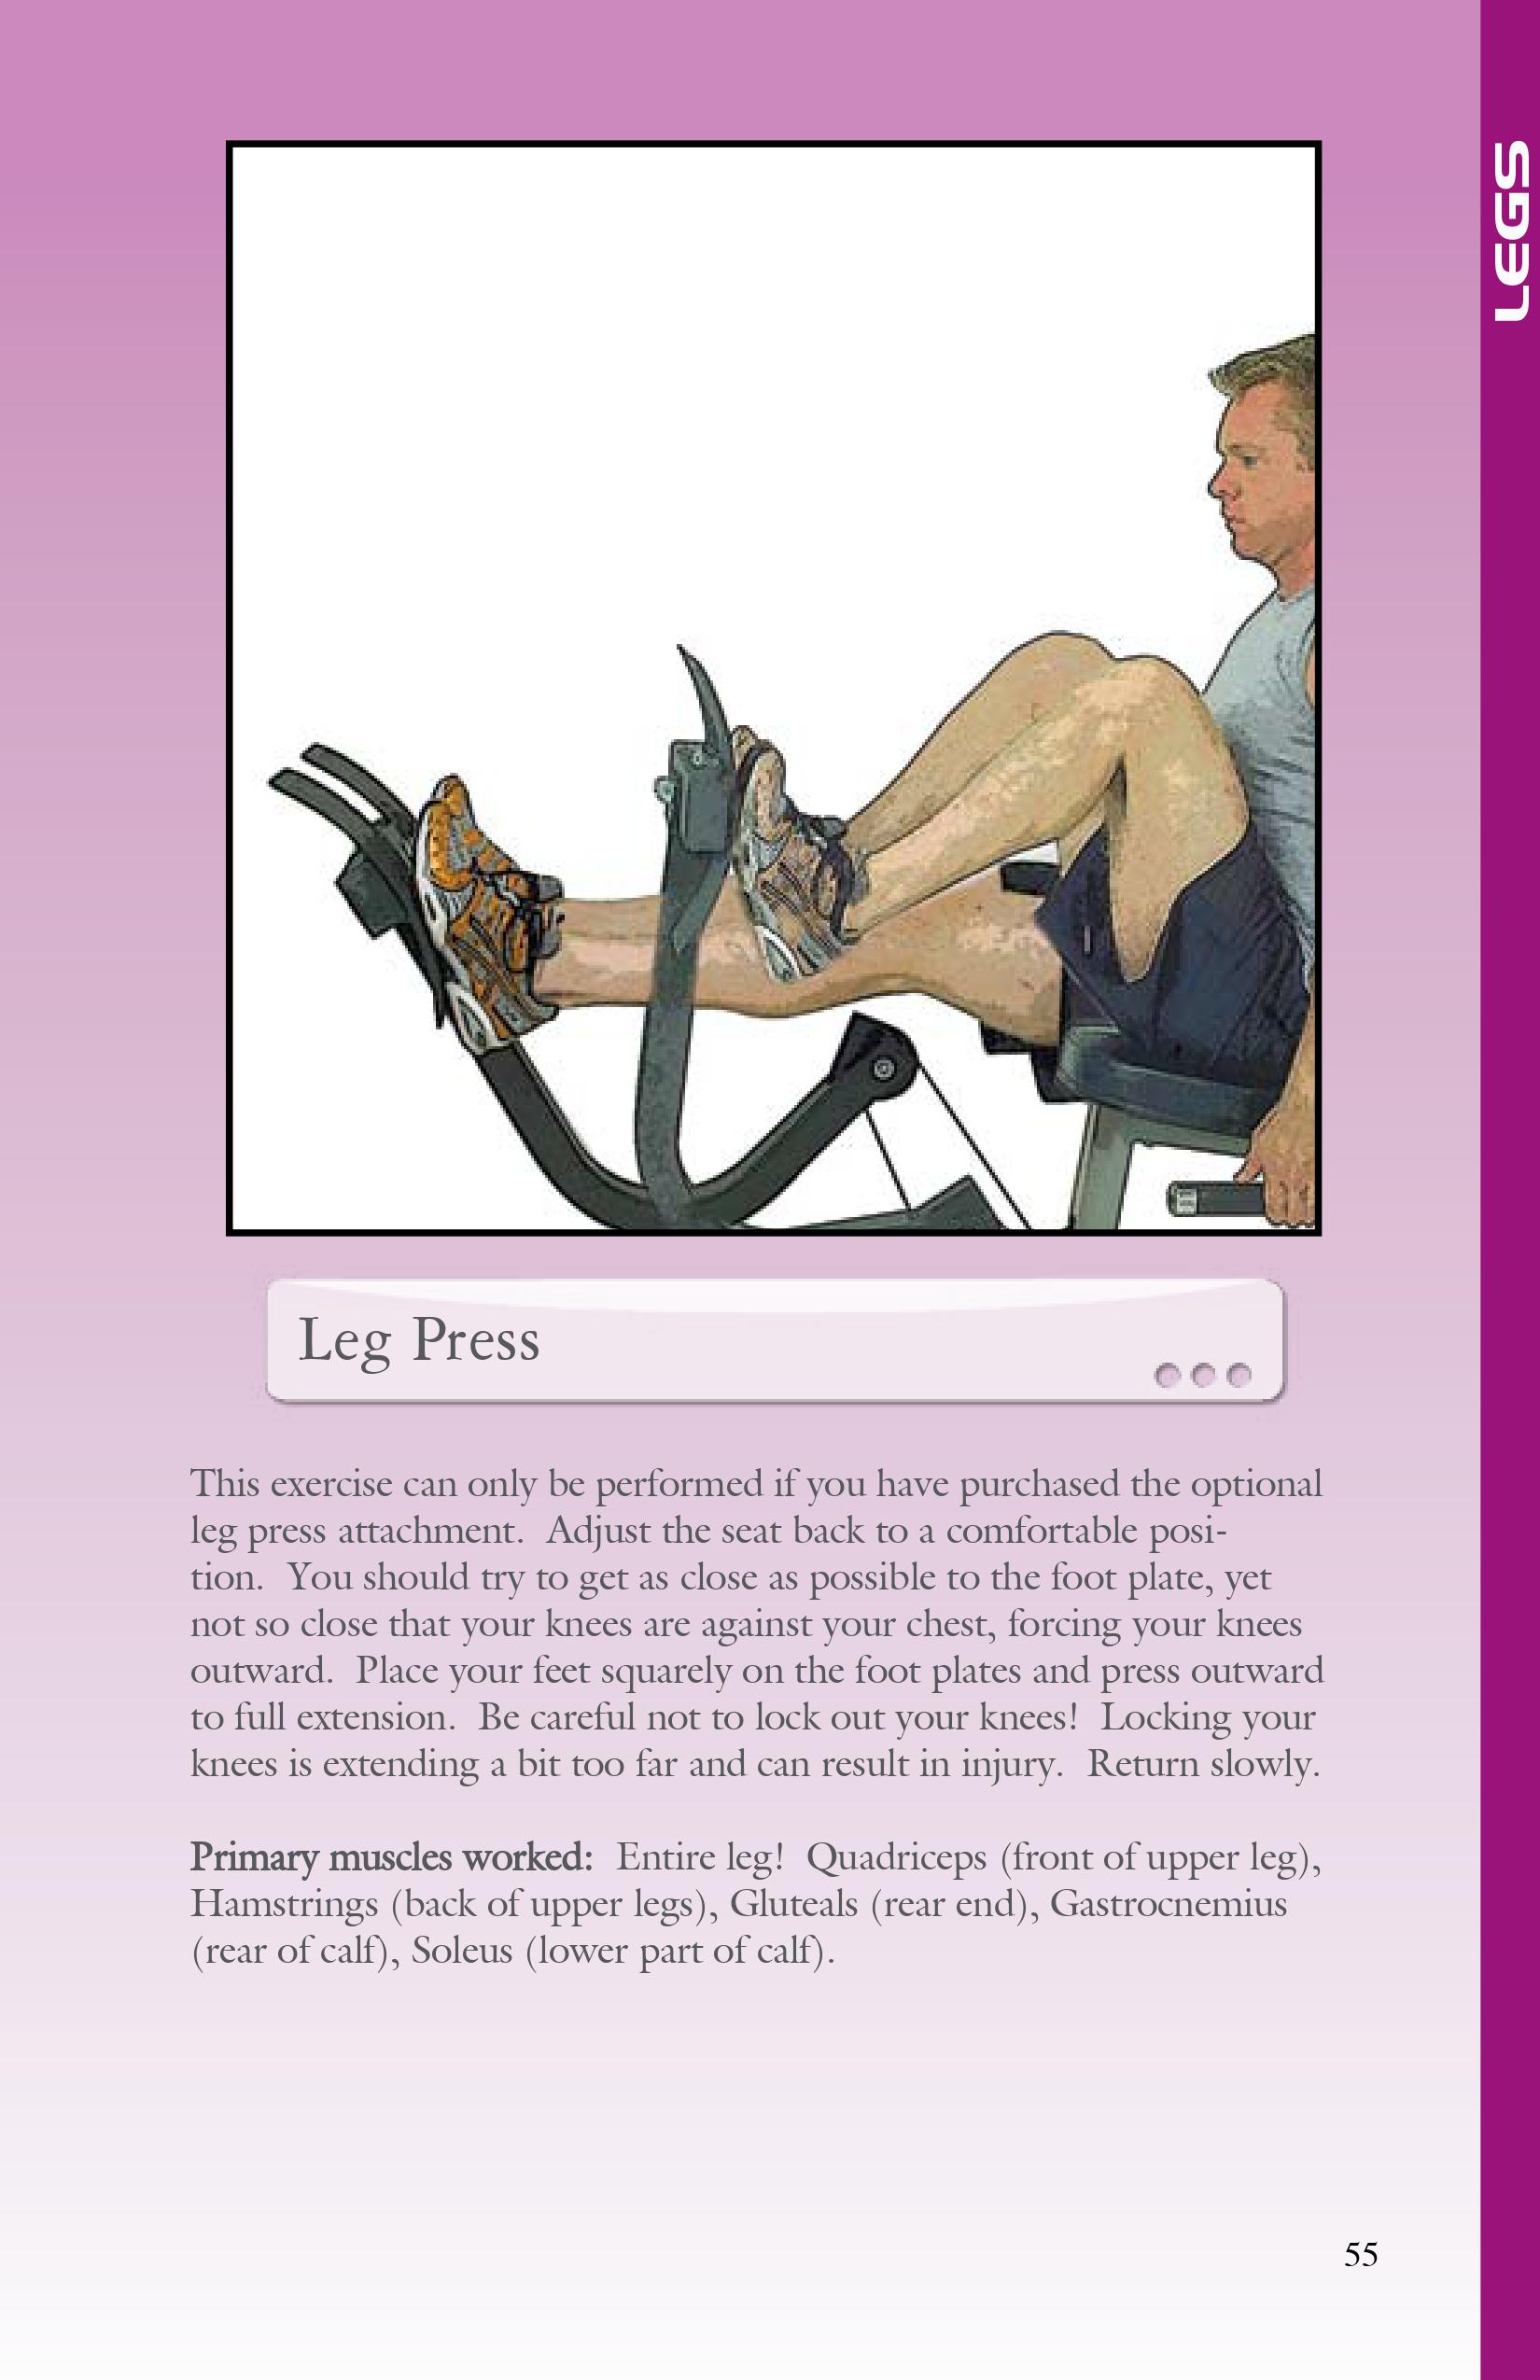 LEGS
Leg Press
This exercise can only be performed if you have purchased the optional
leg press attachment.  Adjust the seat back to a comfortable posi-
tion.  You should try to get as close as possible to the foot plate, yet
not so close that your knees are against your chest, forcing your knees
outward.  Place your feet squarely on the foot plates and press outward
to full extension.  Be careful not to lock out your knees!  Locking your
knees is extending a bit too far and can result in injury.  Return slowly.
Primary muscles worked:  Entire leg!  Quadriceps (front of upper leg),
Hamstrings (back of upper legs), Gluteals (rear end), Gastrocnemius
(rear of calf), Soleus (lower part of calf).
55